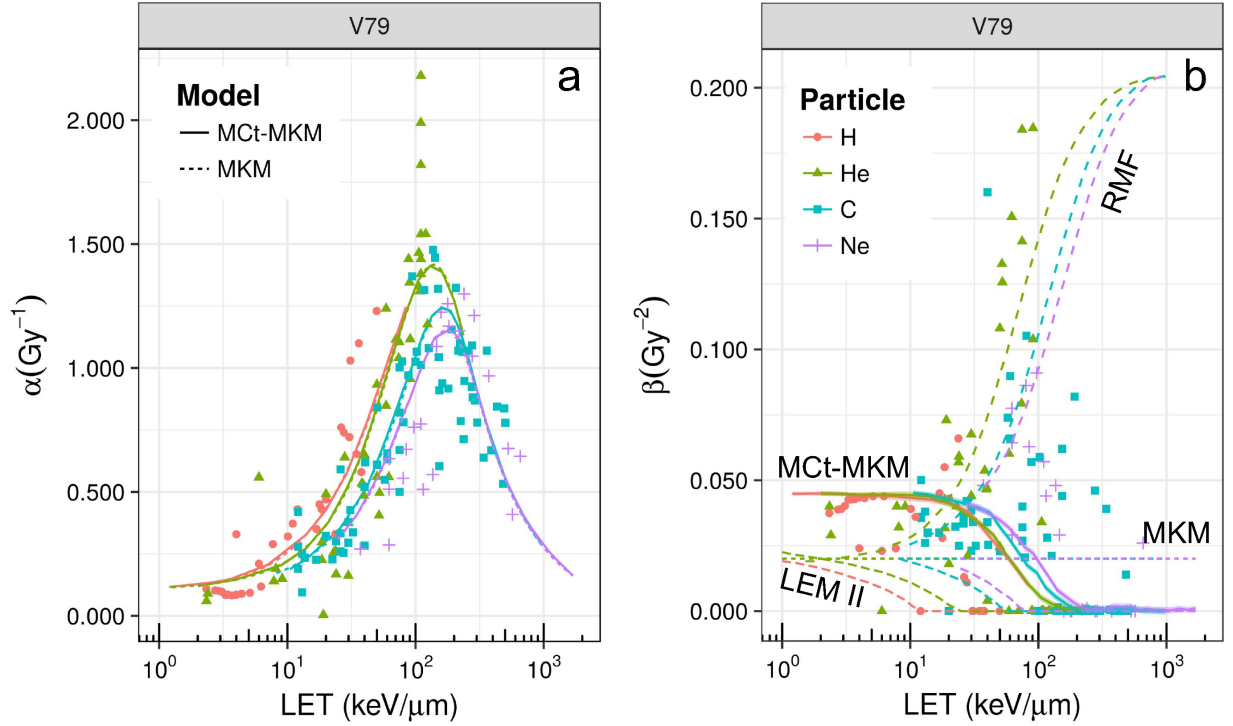 V79
a
Model
MCt-MKM
MKM
2.000
1.500
1.000
0.500
0.000
α(Gy⁻¹)
10⁰ 10¹ 10² 10³
LET (keV/μm)
V79
b
Particle
H
He
C
Ne
RMF
MCt-MKM
MKM
LEM II
0.200
0.150
0.100
0.050
0.000
β(Gy⁻²)
10⁰ 10¹ 10² 10³
LET (keV/μm)